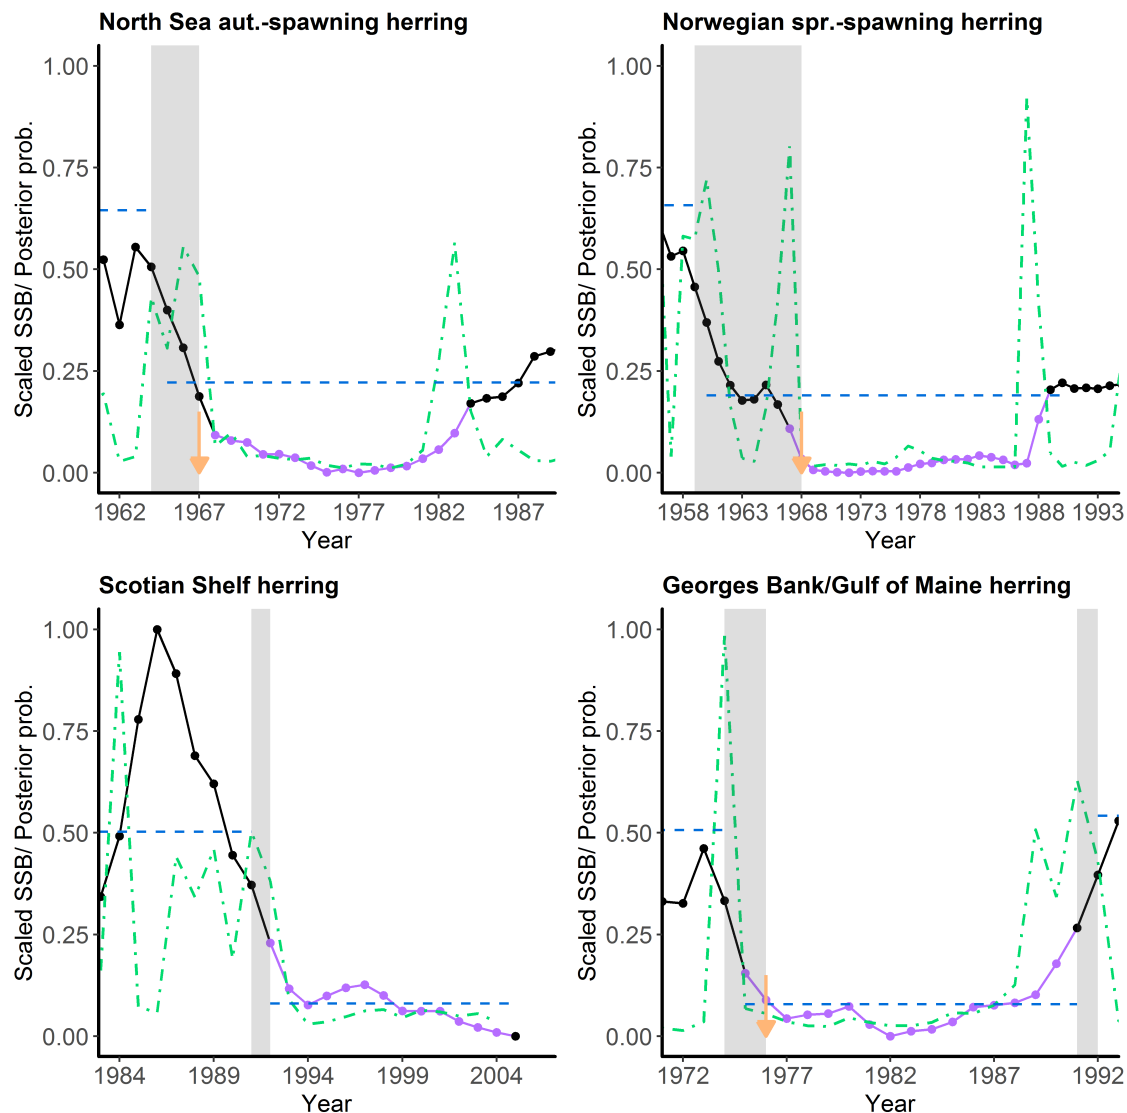 North Sea aut.-spawning herring
Scaled SSB/ Posterior prob.
1.00
0.75
0.50
0.25
0.00
1962 1967 1972 1977 1982 1987
Year
Norwegian spr.-spawning herring
Scaled SSB/ Posterior prob.
1.00
0.75
0.50
0.25
0.00
1958 1963 1968 1973 1978 1983 1988 1993
Year
Scotian Shelf herring
Scaled SSB/ Posterior prob.
1.00
0.75
0.50
0.25
0.00
1984 1989 1994 1999 2004
Year
Georges Bank/Gulf of Maine herring
Scaled SSB/ Posterior prob.
1.00
0.75
0.50
0.25
0.00
1972 1977 1982 1987 1992
Year